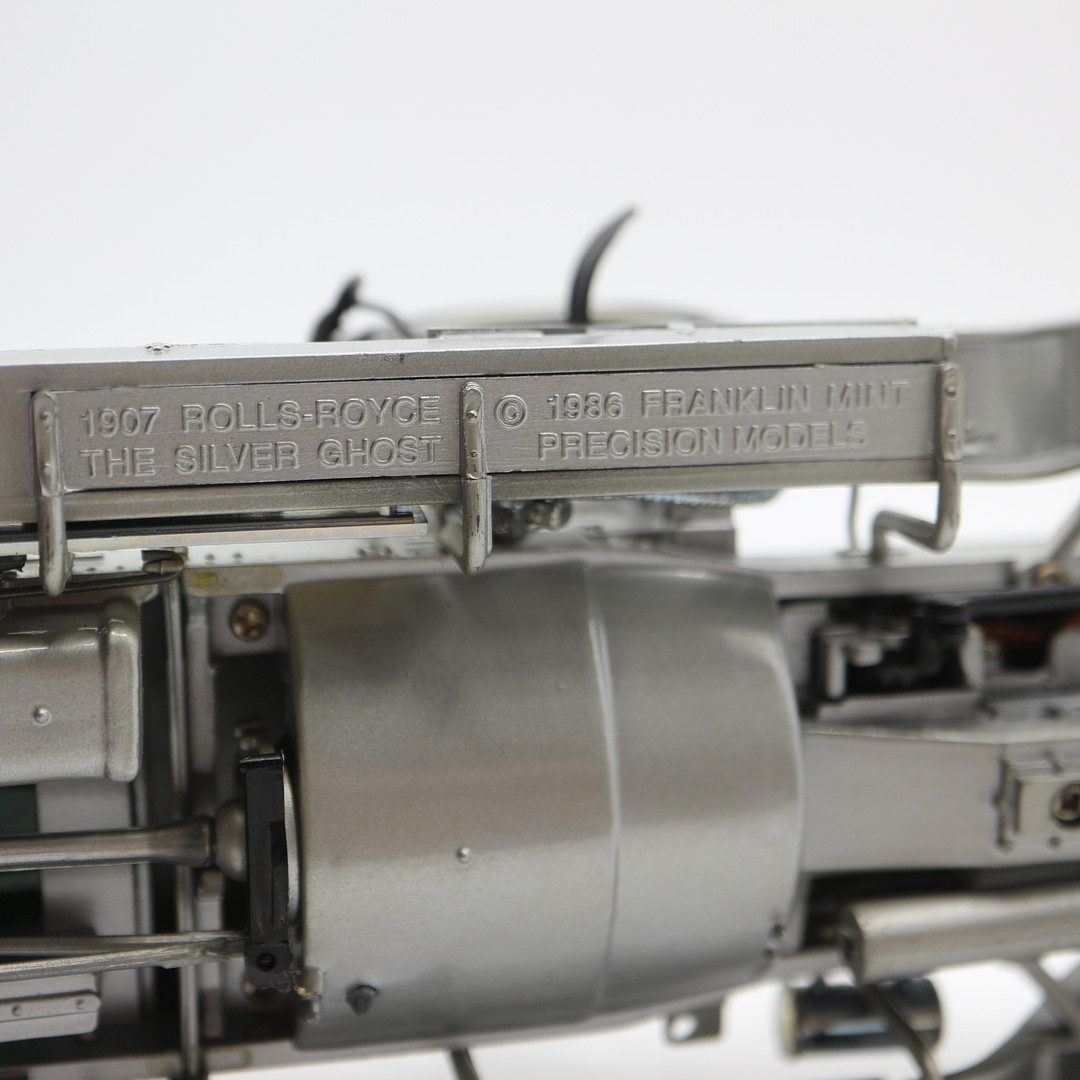 1907 ROLLS-ROYCE
THE SILVER GHOST
© 1986 FRANKLIN MINT
PRECISION MODELS